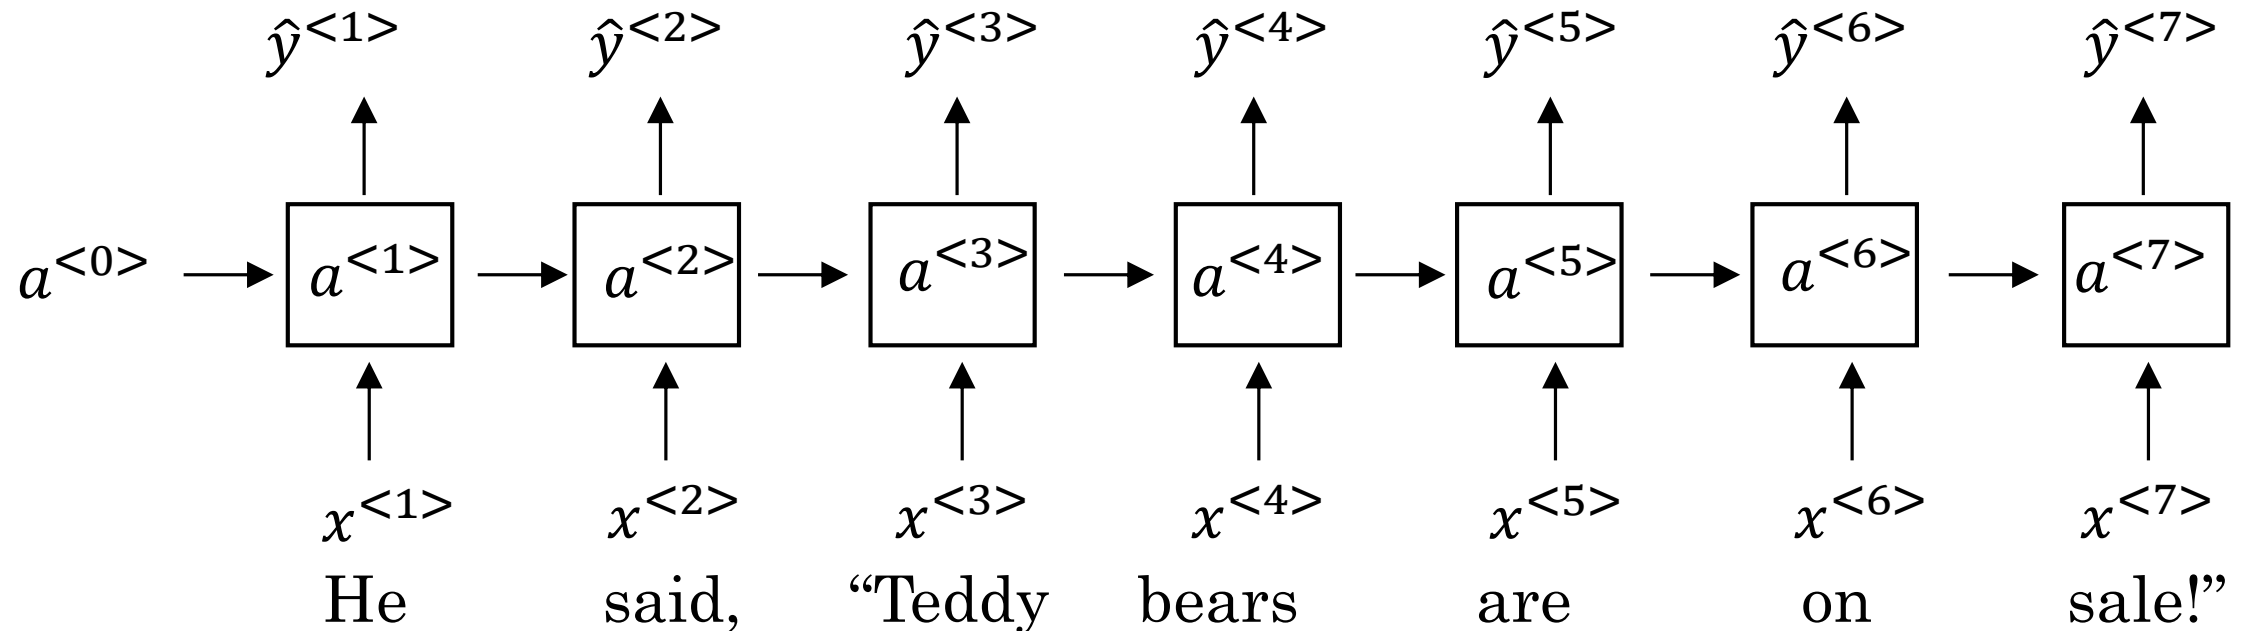 ŷ<1> ŷ<2> ŷ<3> ŷ<4> ŷ<5> ŷ<6> ŷ<7>
a<0> a<1> a<2> a<3> a<4> a<5> a<6> a<7>
x<1> x<2> x<3> x<4> x<5> x<6> x<7>
He said, “Teddy bears are on sale!”